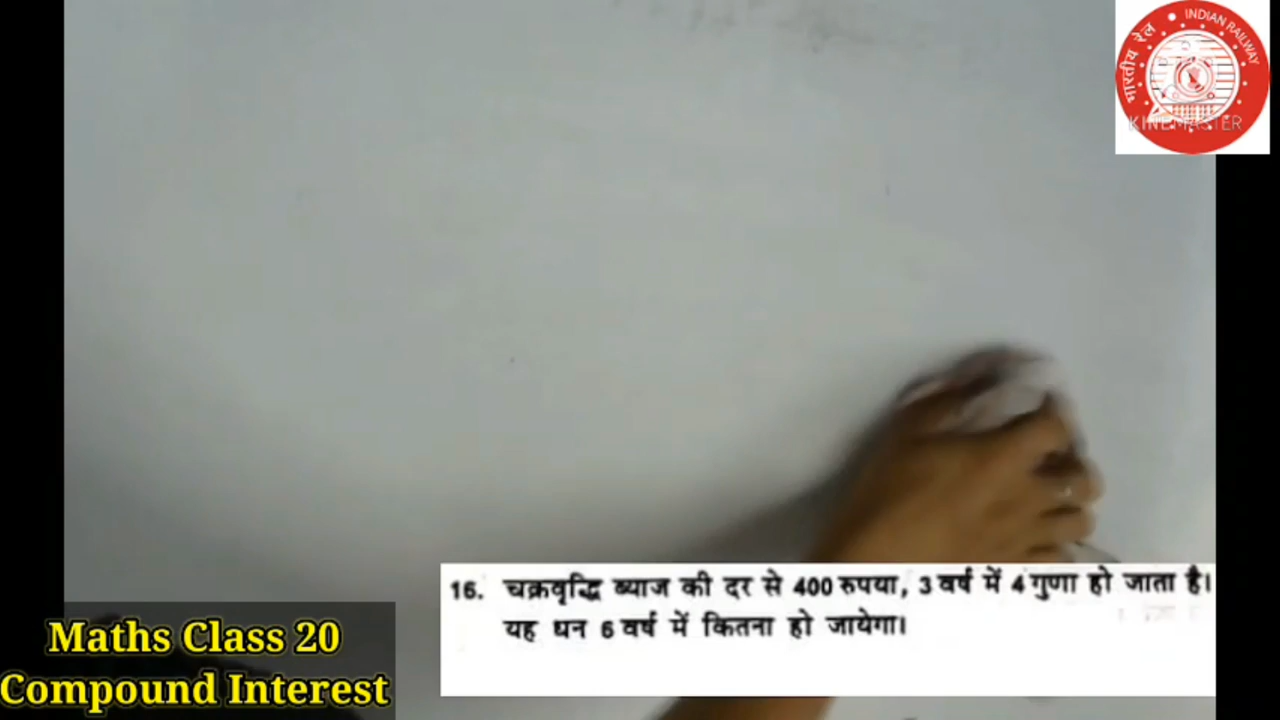 INDIAN RAILWAY
भारतीय रेल
KINEMASTER
16. चक्रवृद्धि ब्याज की दर से 400 रुपया, 3 वर्ष में 4 गुणा हो जाता है।
यह धन 6 वर्ष में कितना हो जायेगा।
Maths Class 20
Compound Interest